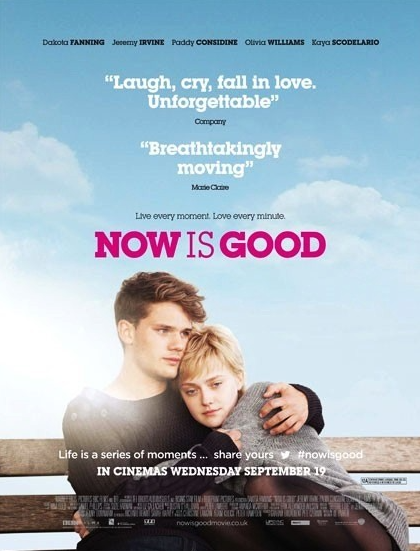 Dakota FANNING Jeremy IRVINE Paddy CONSIDINE Olivia WILLIAMS Kaya SCODELARIO
“Laugh, cry, fall in love.
Unforgettable”
Company
“Breathtakingly
moving”
Marie Claire
Live every moment. Love every minute.
NOW IS GOOD
Life is a series of moments ... share yours #nowisgood
IN CINEMAS WEDNESDAY SEPTEMBER 19
nowisgoodmovie.co.uk